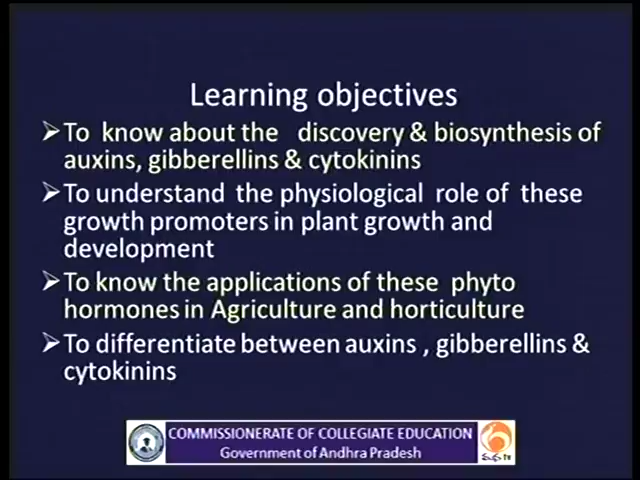 Learning objectives
To know about the discovery & biosynthesis of
auxins, gibberellins & cytokinins
To understand the physiological role of these
growth promoters in plant growth and
development
To know the applications of these phyto
hormones in Agriculture and horticulture
To differentiate between auxins , gibberellins &
cytokinins
COMMISSIONERATE OF COLLEGIATE EDUCATION
Government of Andhra Pradesh